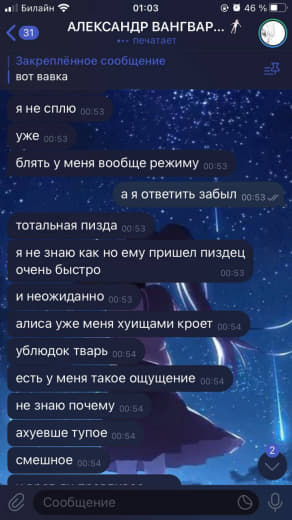 Билайн 01:03 46 %
31 АЛЕКСАНДР ВАНГВАР...
••• печатает
Закреплённое сообщение
вот вавка
я не сплю 00:53
уже 00:53
блять у меня вообще режиму 00:53
а я ответить забыл 00:53
тотальная пизда 00:53
я не знаю как но ему пришел пиздец
очень быстро 00:53
и неожиданно 00:53
алиса уже меня хуищами кроет 00:54
ублюдок тварь 00:54
есть у меня такое ощущение 00:54
не знаю почему 00:54
ахуевше тупое 00:54
смешное 00:54
2
Сообщение